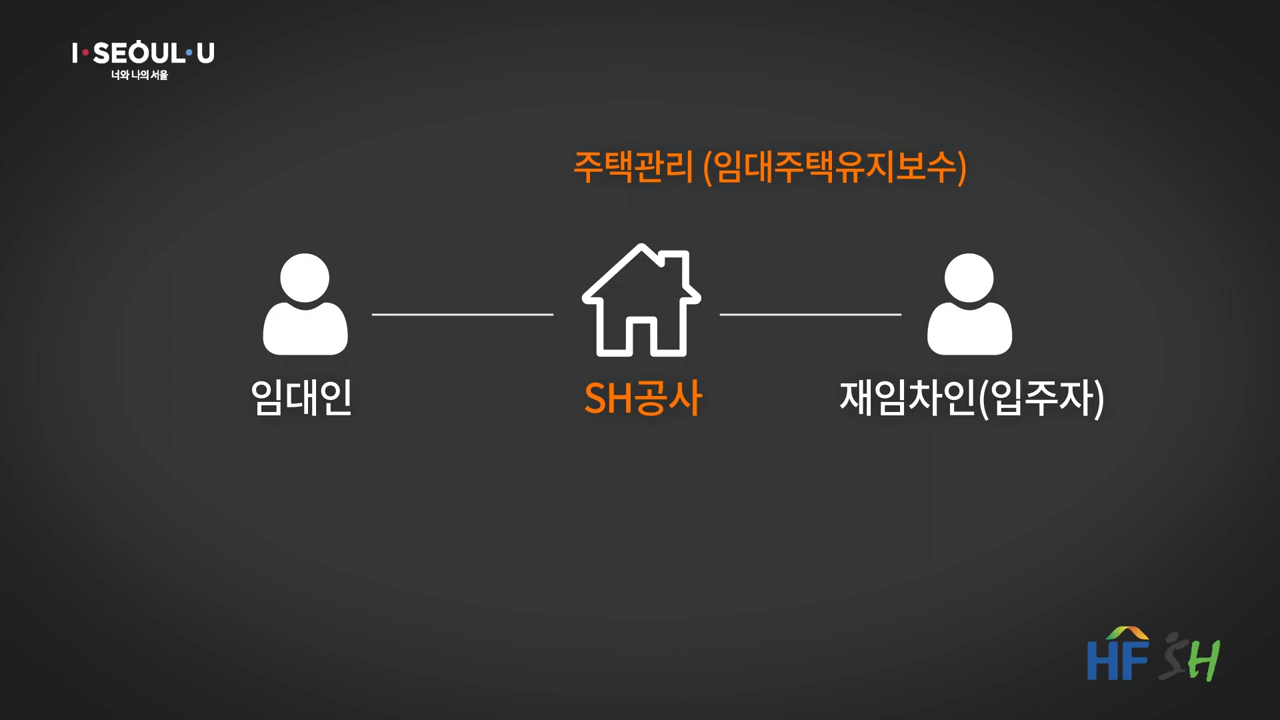 I·SEOUL·U
너와 나의 서울
주택관리 (임대주택유지보수)
임대인
SH공사
재임차인(입주자)
HF SH